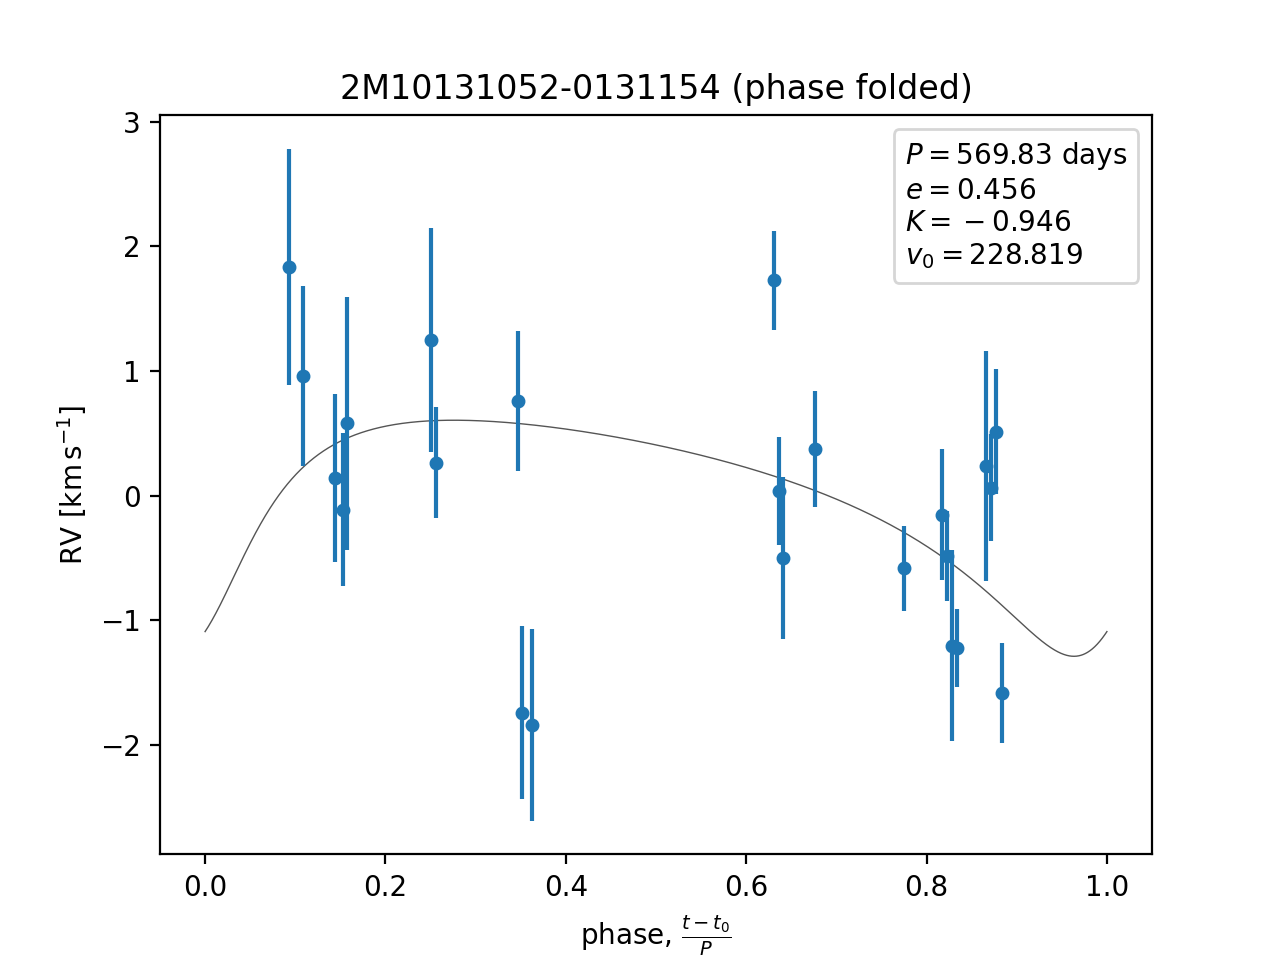 2M10131052-0131154 (phase folded)
P = 569.83 days
e = 0.456
K = −0.946
v₀ = 228.819
3
2
1
0
−1
−2
RV [km s⁻¹]
0.0 0.2 0.4 0.6 0.8 1.0
phase, (t − t₀)/P